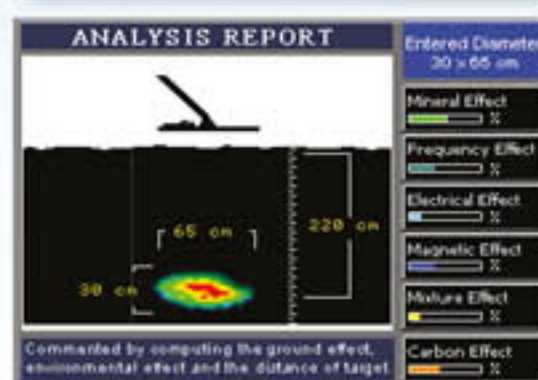 ANALYSIS REPORT
65 cm
30 cm
220 cm
Commented by computing the ground effect,
environmental effect and the distance of target
Entered Diameter
30 x 65 cm
Mineral Effect
%
Frequency Effect
%
Electrical Effect
%
Magnetic Effect
%
Mixture Effect
%
Carbon Effect
%